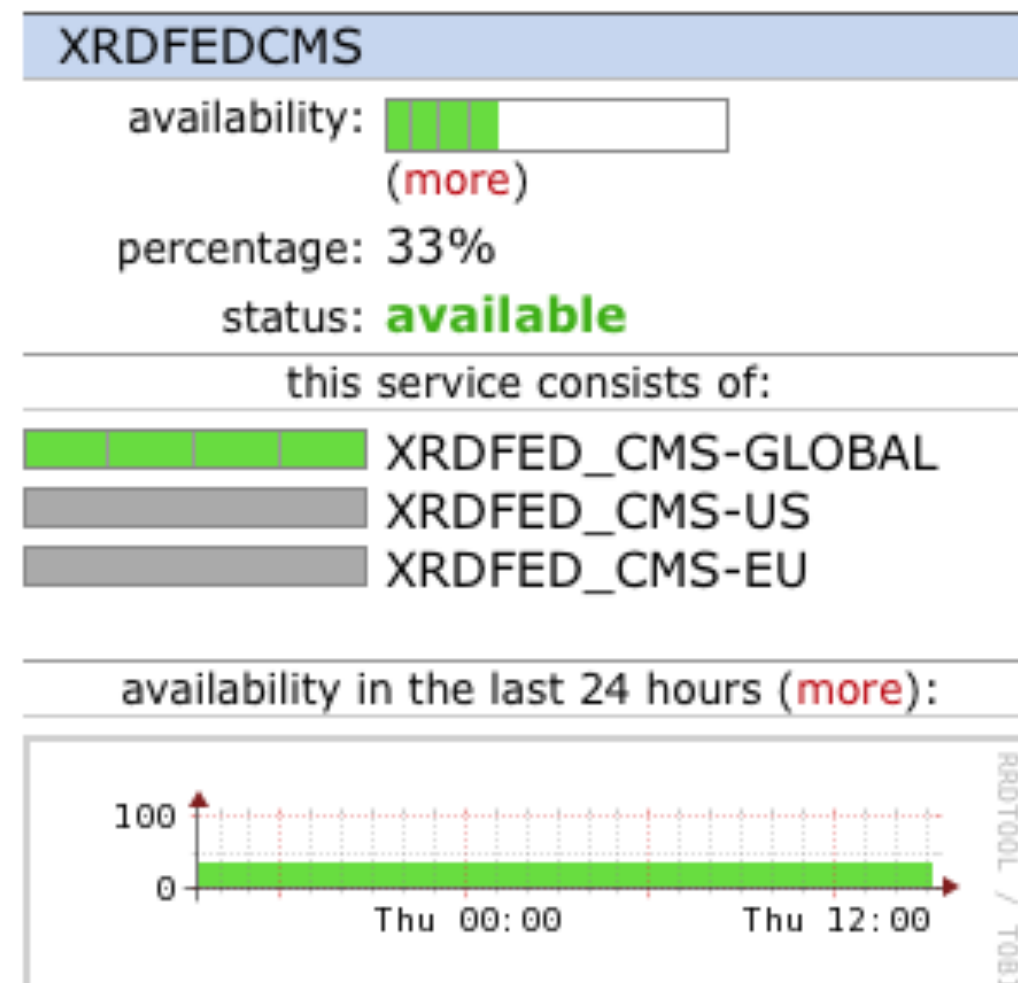 XRDFEDCMS
availability:
(more)
percentage: 33%
status: available
this service consists of:
XRDFED_CMS-GLOBAL
XRDFED_CMS-US
XRDFED_CMS-EU
availability in the last 24 hours (more):
100
0
Thu 00:00 Thu 12:00
RRDTOOL / TOBI